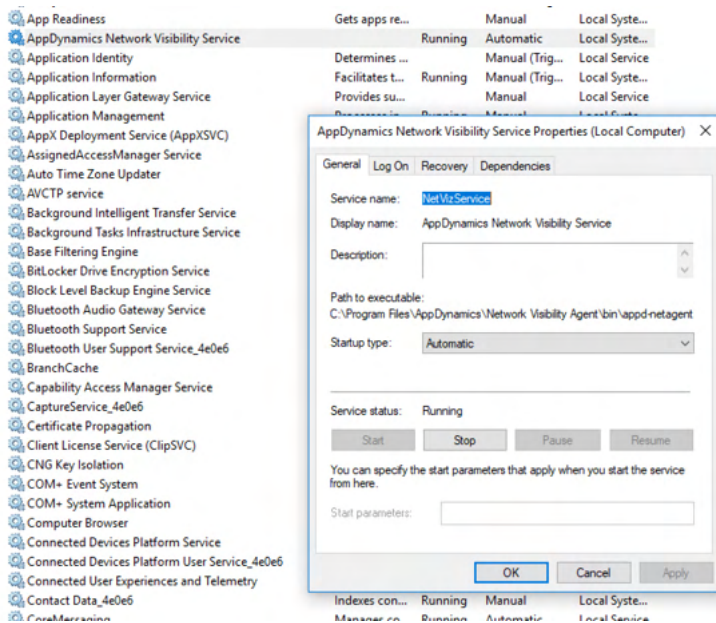 App Readiness Gets apps re... Manual Local Syste...
AppDynamics Network Visibility Service Running Automatic Local Syste...
Application Identity Determines ... Manual (Trig... Local Service
Application Information Facilitates t... Running Manual (Trig... Local Syste...
Application Layer Gateway Service Provides su... Manual Local Service
Application Management
AppX Deployment Service (AppXSVC)
AssignedAccessManager Service
Auto Time Zone Updater
AVCTP service
Background Intelligent Transfer Service
Background Tasks Infrastructure Service
Base Filtering Engine
BitLocker Drive Encryption Service
Block Level Backup Engine Service
Bluetooth Audio Gateway Service
Bluetooth Support Service
Bluetooth User Support Service_4e0e6
BranchCache
Capability Access Manager Service
CaptureService_4e0e6
Certificate Propagation
Client License Service (ClipSVC)
CNG Key Isolation
COM+ Event System
COM+ System Application
Computer Browser
Connected Devices Platform Service
Connected Devices Platform User Service_4e0e6
Connected User Experiences and Telemetry
Contact Data_4e0e6 Indexes con... Running Manual Local Syste...
CoreMessaging Manages co... Running Automatic Local Service
AppDynamics Network Visibility Service Properties (Local Computer)
General Log On Recovery Dependencies
Service name: NetVizService
Display name: AppDynamics Network Visibility Service
Description:
Path to executable:
C:\Program Files\AppDynamics\Network Visibility Agent\bin\appd-netagent
Startup type: Automatic
Service status: Running
Start Stop Pause Resume
You can specify the start parameters that apply when you start the service
from here.
Start parameters:
OK Cancel Apply